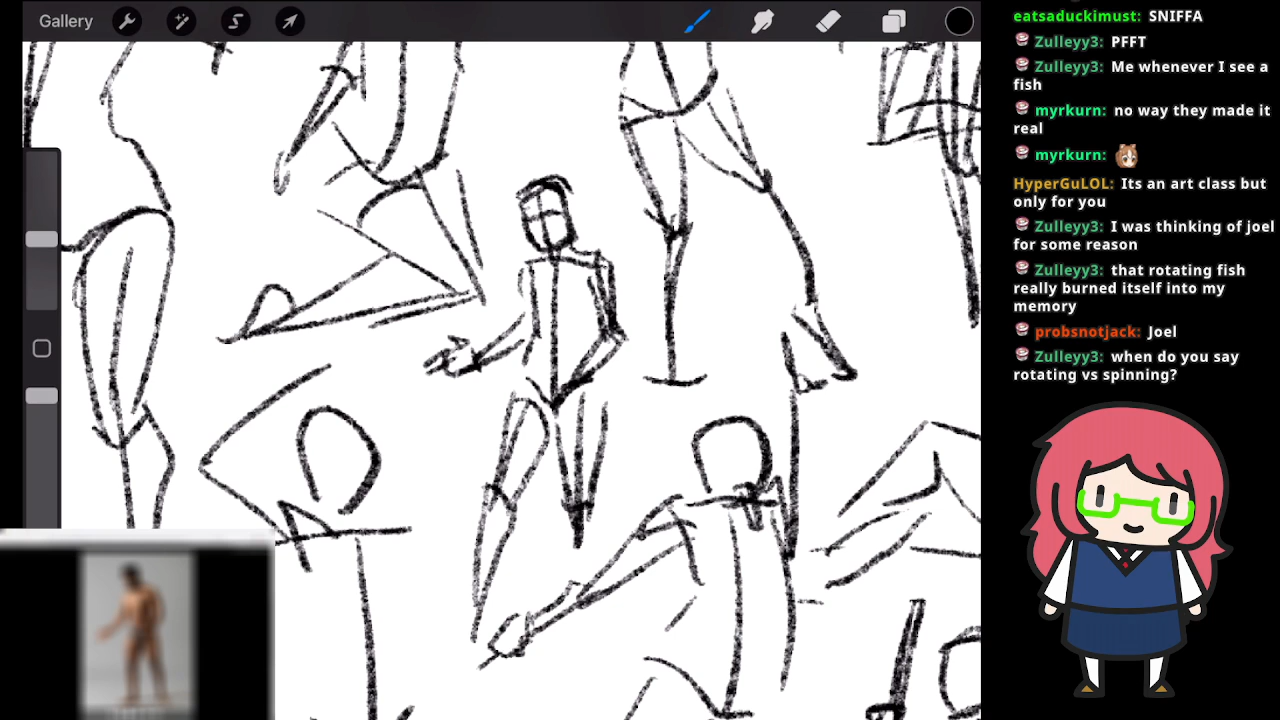 Gallery
eatsaduckimust: SNIFFA
Zulleyy3: PFFT
Zulleyy3: Me whenever I see a
fish
myrkurn: no way they made it
real
myrkurn:
HyperGuLOL: Its an art class but
only for you
Zulleyy3: I was thinking of joel
for some reason
Zulleyy3: that rotating fish
really burned itself into my
memory
probsnotjack: Joel
Zulleyy3: when do you say
rotating vs spinning?